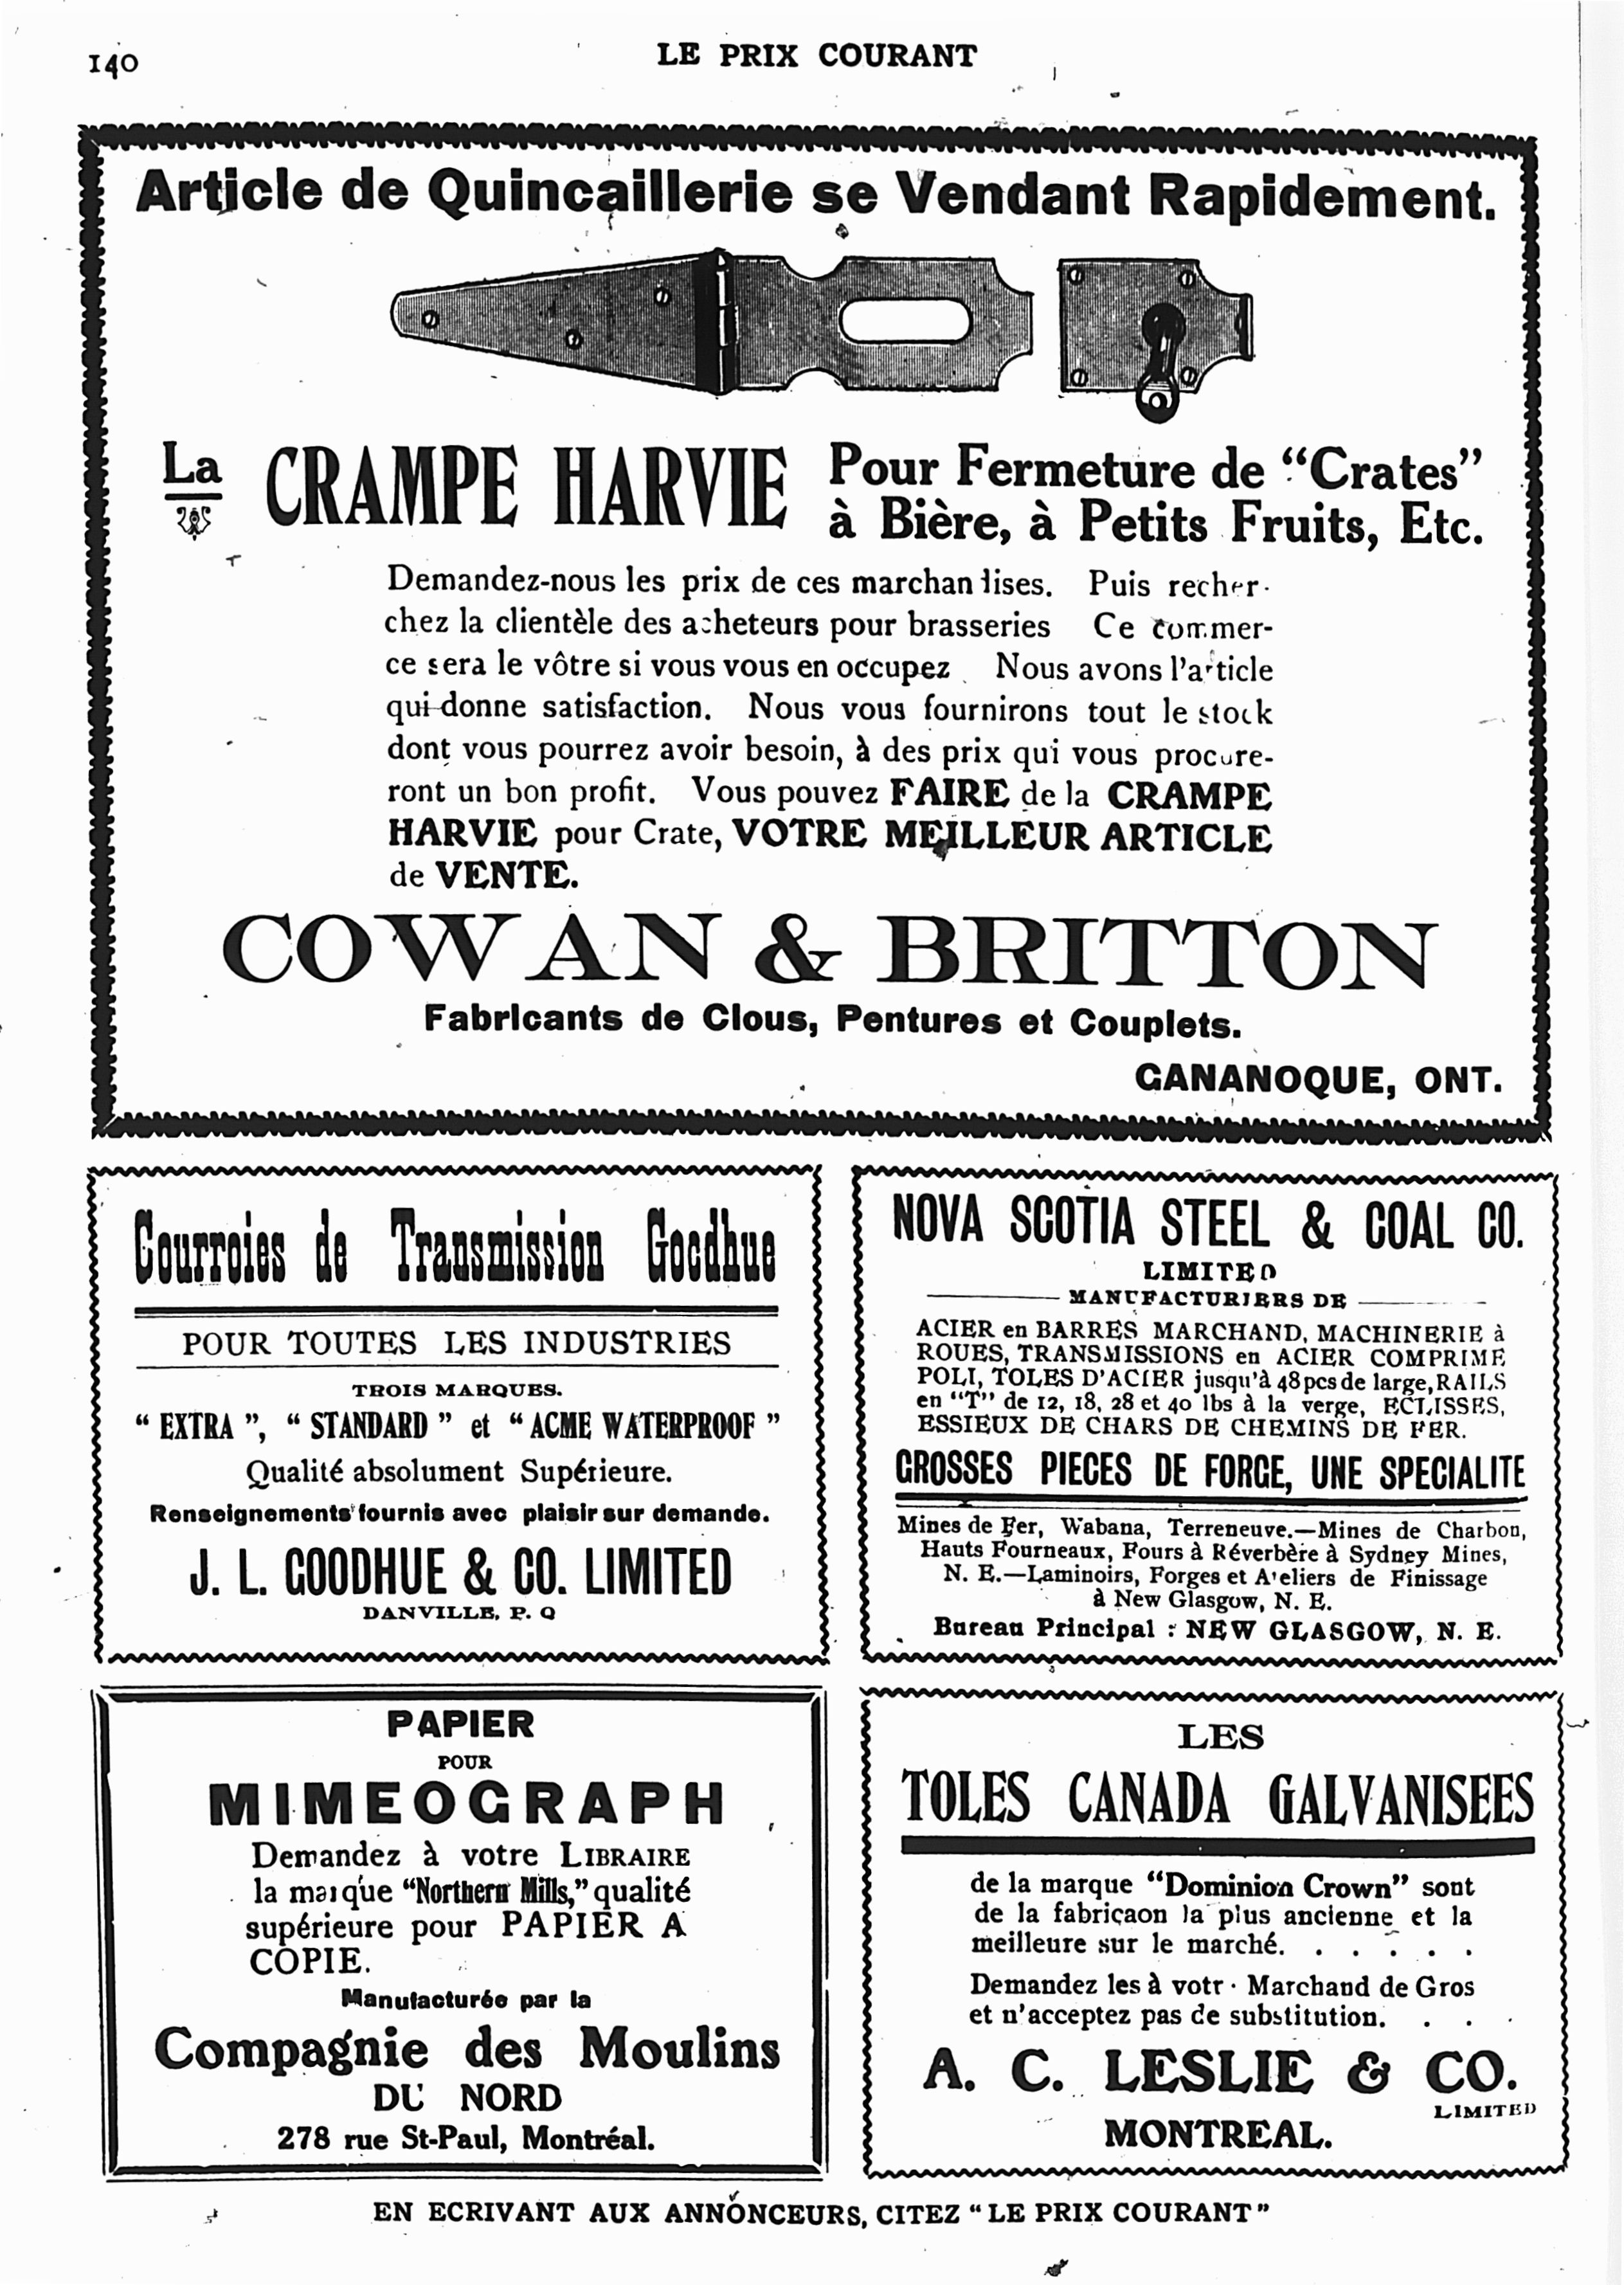 140
LE PRIX COURANT
Article de Quincaillerie se Vendant Rapidement.
La CRAMPE HARVIE Pour Fermeture de "Crates"
à Bière, à Petits Fruits, Etc.
Demandez-nous les prix de ces marchandises. Puis recher-
chez la clientèle des acheteurs pour brasseries Ce commer-
ce sera le vôtre si vous vous en occupez. Nous avons l'article
qui donne satisfaction. Nous vous fournirons tout le stock
dont vous pourrez avoir besoin, à des prix qui vous procure-
ront un bon profit. Vous pouvez FAIRE de la CRAMPE
HARVIE pour Crate, VOTRE MEILLEUR ARTICLE
de VENTE.
COWAN & BRITTON
Fabricants de Clous, Pentures et Couplets.
GANANOQUE, ONT.
Courroies de Transmission Goodhue
POUR TOUTES LES INDUSTRIES
TROIS MARQUES.
"EXTRA", "STANDARD" et "ACME WATERPROOF"
Qualité absolument Supérieure.
Renseignements fournis avec plaisir sur demande.
J. L. GOODHUE & CO. LIMITED
DANVILLE, P. Q
NOVA SCOTIA STEEL & COAL CO.
LIMITED
MANUFACTURIERS DE
ACIER en BARRES MARCHAND, MACHINERIE à
ROUES, TRANSMISSIONS en ACIER COMPRIME
POLI, TOLES D'ACIER jusqu'à 48 pcs de large, RAILS
en "T" de 12, 18, 28 et 40 lbs à la verge, ECLISSES,
ESSIEUX DE CHARS DE CHEMINS DE FER.
GROSSES PIECES DE FORGE, UNE SPECIALITE
Mines de Fer, Wabana, Terreneuve.—Mines de Charbon,
Hauts Fourneaux, Fours à Réverbère à Sydney Mines,
N. E.—Laminoirs, Forges et Ateliers de Finissage
à New Glasgow, N. E.
Bureau Principal : NEW GLASGOW, N. E.
PAPIER
POUR
MIMEOGRAPH
Demandez à votre LIBRAIRE
la marque "Northern Mills," qualité
supérieure pour PAPIER A
COPIE.
Manufacturée par la
Compagnie des Moulins
DU NORD
278 rue St-Paul, Montréal.
LES
TOLES CANADA GALVANISEES
de la marque "Dominion Crown" sont
de la fabriçaon la plus ancienne et la
meilleure sur le marché. . . . . .
Demandez les à votr· Marchand de Gros
et n'acceptez pas de substitution. . . .
A. C. LESLIE & CO.
LIMITED
MONTREAL.
EN ECRIVANT AUX ANNONCEURS, CITEZ "LE PRIX COURANT"